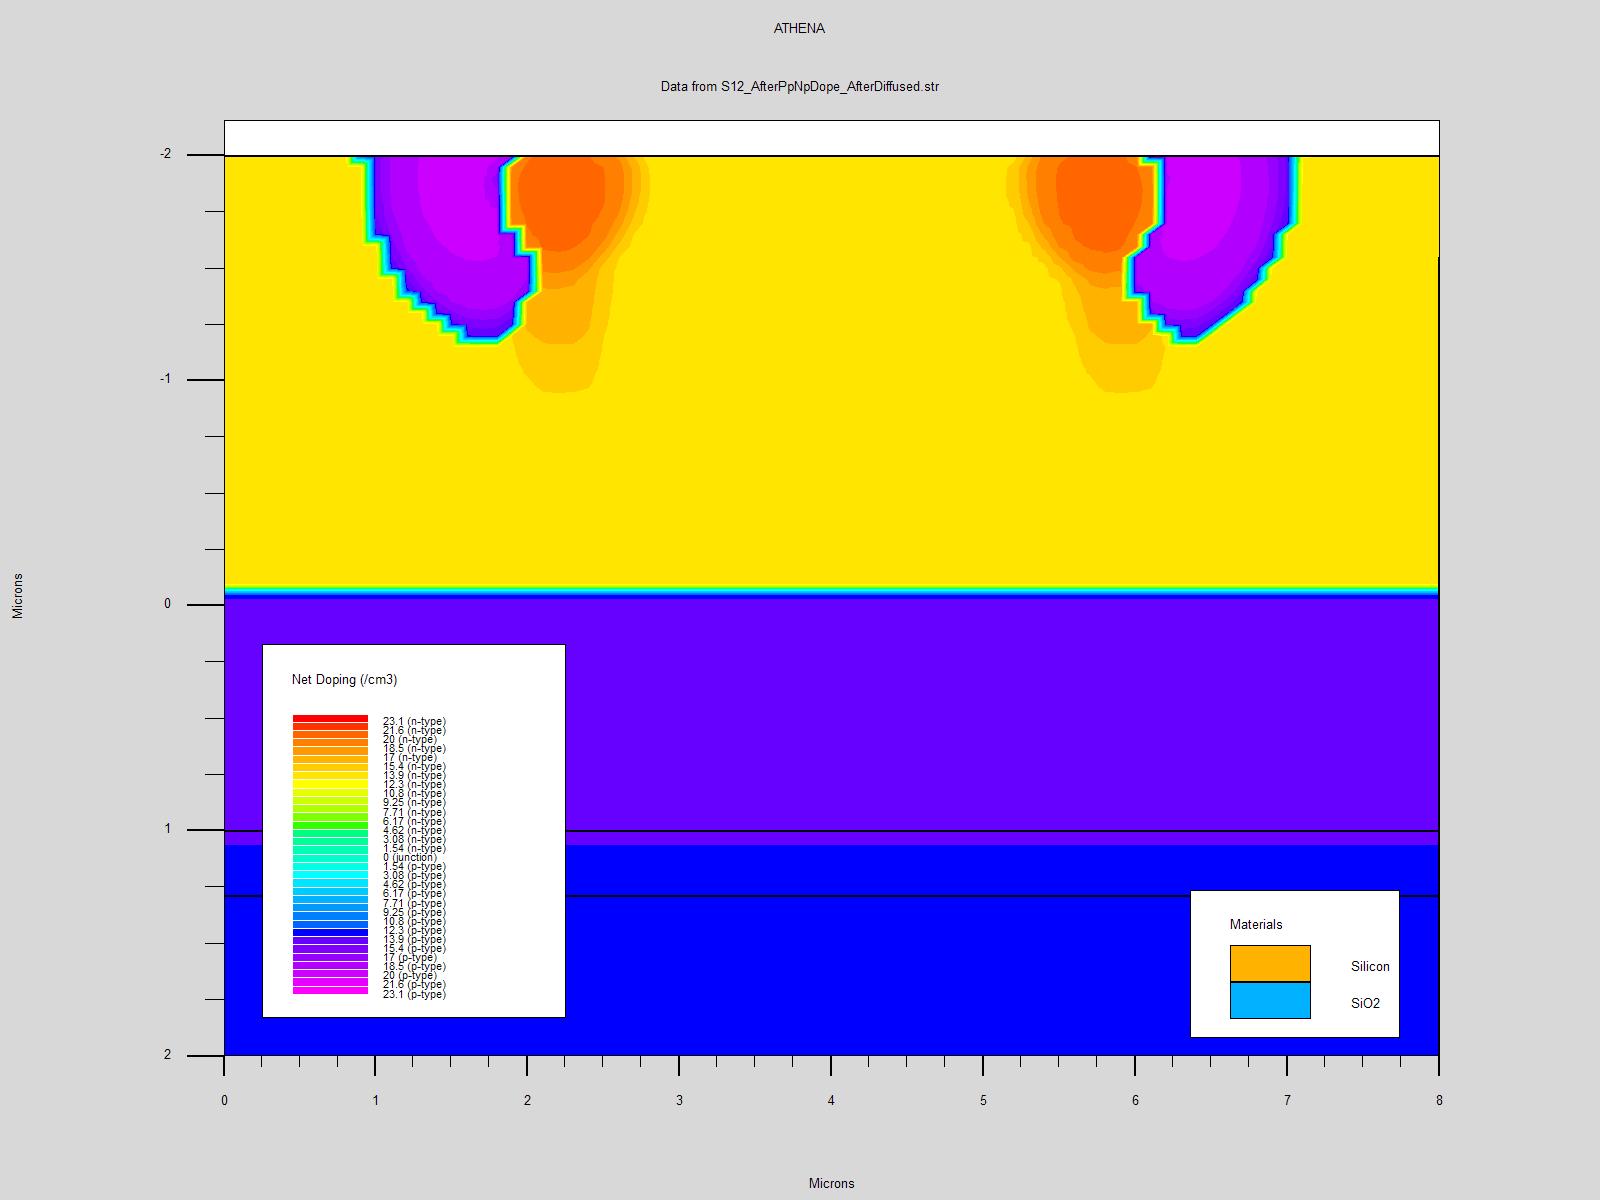 ATHENA
Data from S12_AfterPpNpDope_AfterDiffused.str
-2
-1
0
1
2
Microns
Net Doping (/cm3)
23.1 (n-type)
21.6 (n-type)
20 (n-type)
18.5 (n-type)
17 (n-type)
15.4 (n-type)
13.9 (n-type)
12.3 (n-type)
10.8 (n-type)
9.25 (n-type)
7.71 (n-type)
6.17 (n-type)
4.62 (n-type)
3.08 (n-type)
1.54 (n-type)
0 (junction)
1.54 (p-type)
3.08 (p-type)
4.62 (p-type)
6.17 (p-type)
7.71 (p-type)
9.25 (p-type)
10.8 (p-type)
12.3 (p-type)
13.9 (p-type)
15.4 (p-type)
17 (p-type)
18.5 (p-type)
20 (p-type)
21.6 (p-type)
23.1 (p-type)
Materials
Silicon
SiO2
0 1 2 3 4 5 6 7 8
Microns